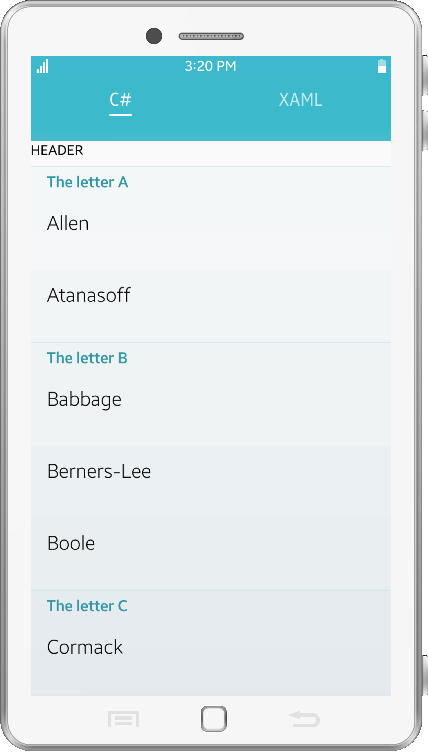 3:20 PM
C# XAML
HEADER
The letter A
Allen
Atanasoff
The letter B
Babbage
Berners-Lee
Boole
The letter C
Cormack